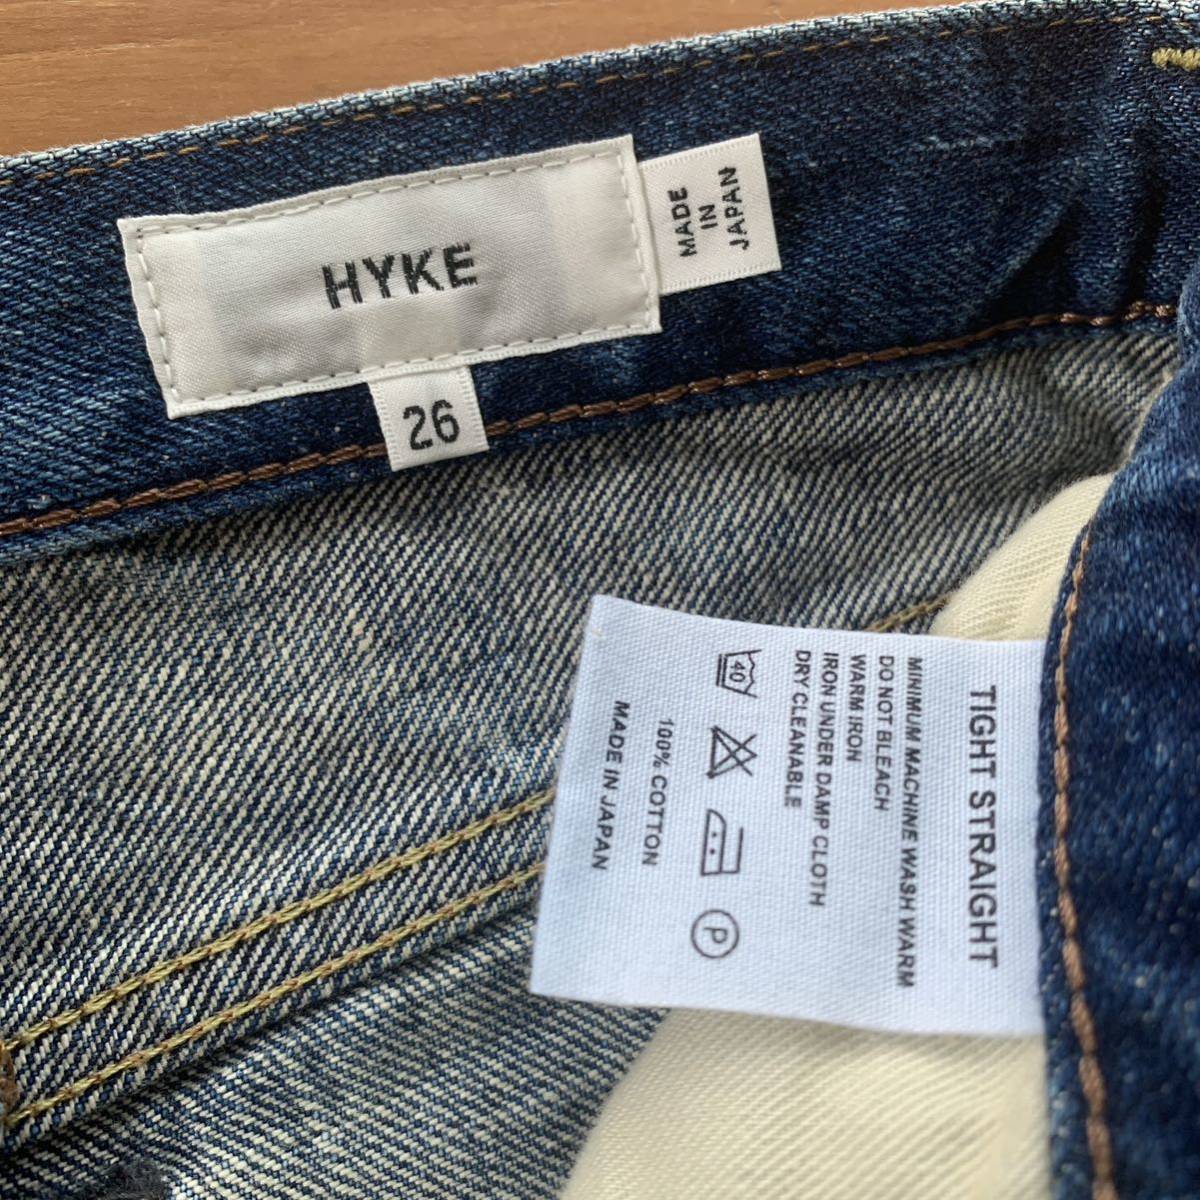 HYKE
MADE
IN
JAPAN
26
TIGHT STRAIGHT
MINIMUM MACHINE WASH WARM
DO NOT BLEACH
WARM IRON
IRON UNDER DAMP CLOTH
DRY CLEANABLE
40
P
100% COTTON
MADE IN JAPAN